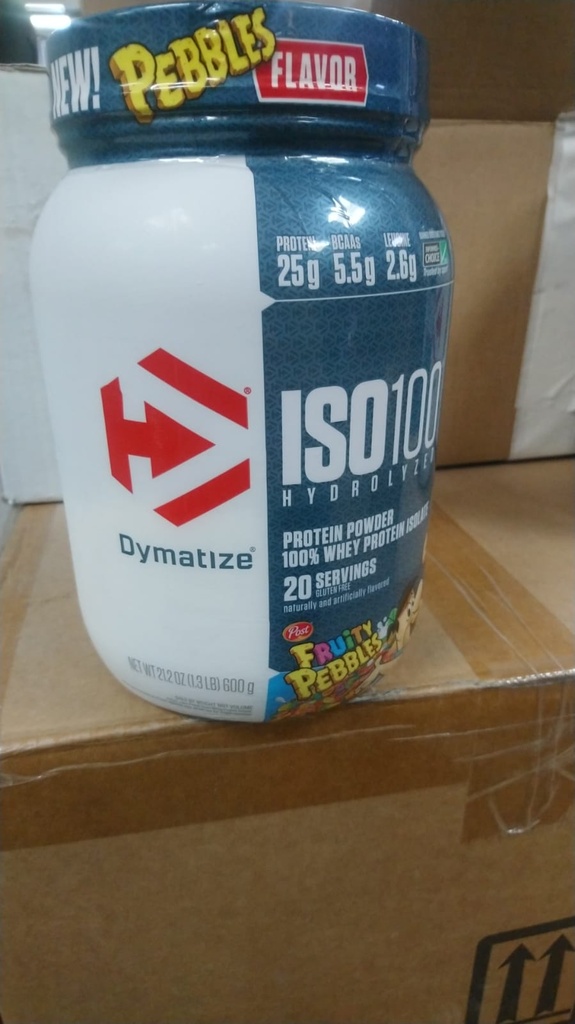 NEW!
PEBBLES
FLAVOR
PROTEIN BCAAs LEUCINE
25g 5.5g 2.6g
ISO100
HYDROLYZE
PROTEIN POWDER
100% WHEY PROTEIN ISOLATE
20 SERVINGS
GLUTEN FREE
naturally and artificially flavored
Post
FRUITY
PEBBLES
Dymatize®
NET WT 21.2 OZ (1.3 LB) 600 g